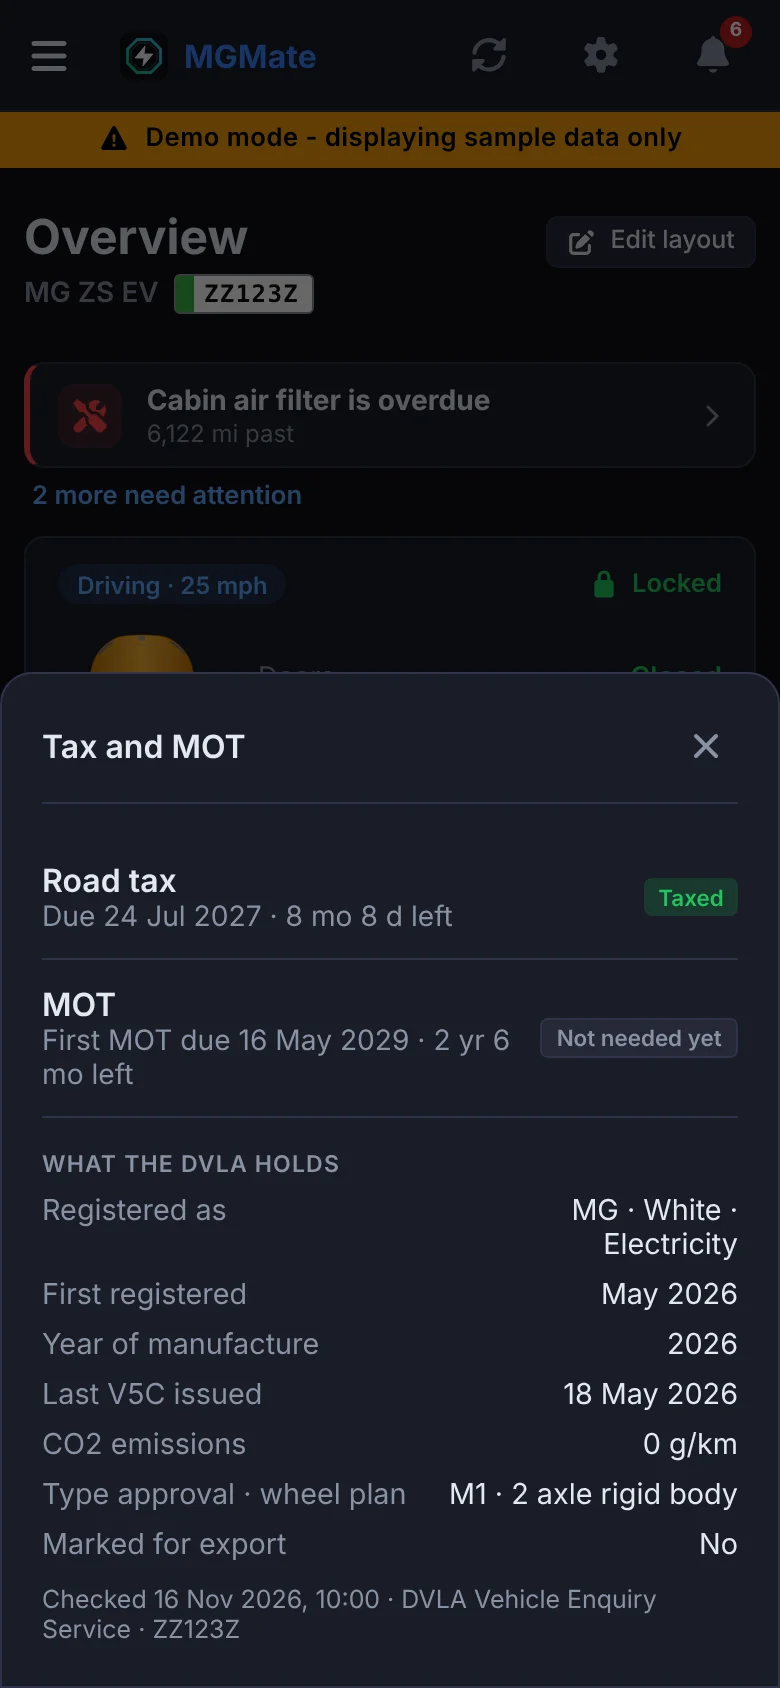 MGMate
6
Demo mode - displaying sample data only
Overview
Edit layout
MG ZS EV
ZZ123Z
Cabin air filter is overdue
6,122 mi past
2 more need attention
Driving · 25 mph
Locked
Tax and MOT
Road tax
Due 24 Jul 2027 · 8 mo 8 d left
Taxed
MOT
First MOT due 16 May 2029 · 2 yr 6
mo left
Not needed yet
WHAT THE DVLA HOLDS
Registered as
MG · White ·
Electricity
First registered
May 2026
Year of manufacture
2026
Last V5C issued
18 May 2026
CO2 emissions
0 g/km
Type approval · wheel plan
M1 · 2 axle rigid body
Marked for export
No
Checked 16 Nov 2026, 10:00 · DVLA Vehicle Enquiry
Service · ZZ123Z